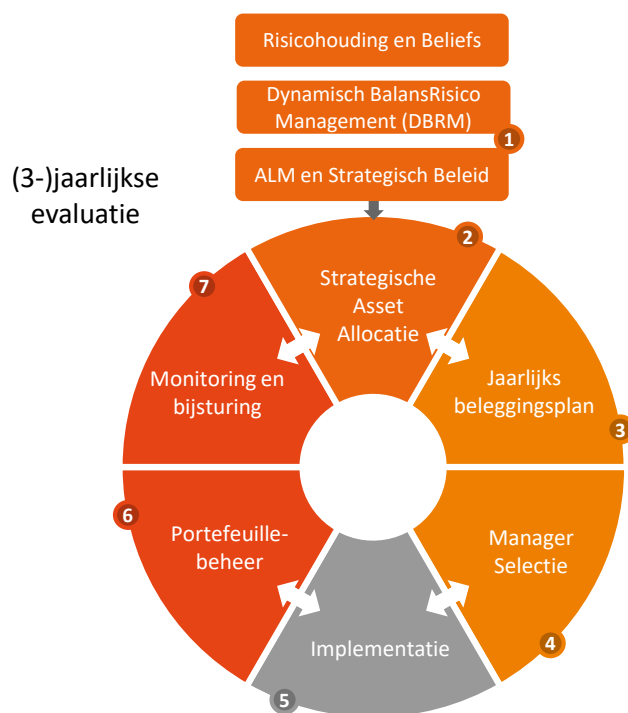 Risicohouding en Beliefs
Dynamisch BalansRisico
Management (DBRM)
1
ALM en Strategisch Beleid
(3-)jaarlijkse
evaluatie
2
Strategische
Asset
Allocatie
3
Jaarlijks
beleggingsplan
4
Manager
Selectie
5
Implementatie
6
Portefeuille-
beheer
7
Monitoring en
bijsturing